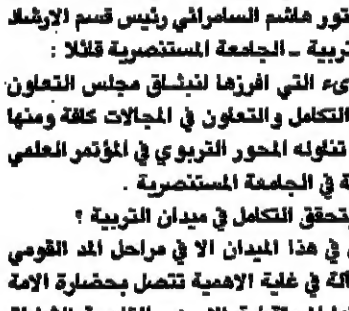 تور هاشم السامرائي رئيس قسم الارشاد
تربية ـ الجامعة المستنصرية قائلا :
ىء التي افرزها انبثاق مجلس التعاون
التكامل والتعاون في المجالات كافة ومنها
تناوله المحور التربوي في المؤتمر العلمي
ة في الجامعة المستنصرية .
يتحقق التكامل في ميدان التربية ؟
في هذا الميدان الا في مراحل المد القومي
في غاية الاهمية تتصل بحضارة الامة